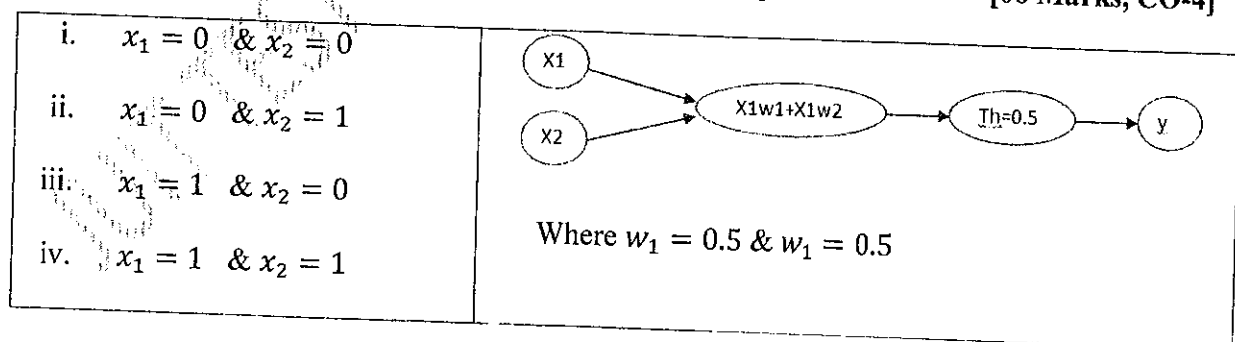 Marks, CO-4]
i. x₁ = 0 & x₂ = 0
ii. x₁ = 0 & x₂ = 1
iii. x₁ = 1 & x₂ = 0
iv. x₁ = 1 & x₂ = 1
X1
X2
X1w1+X1w2
Th=0.5
y
Where w₁ = 0.5 & w₁ = 0.5